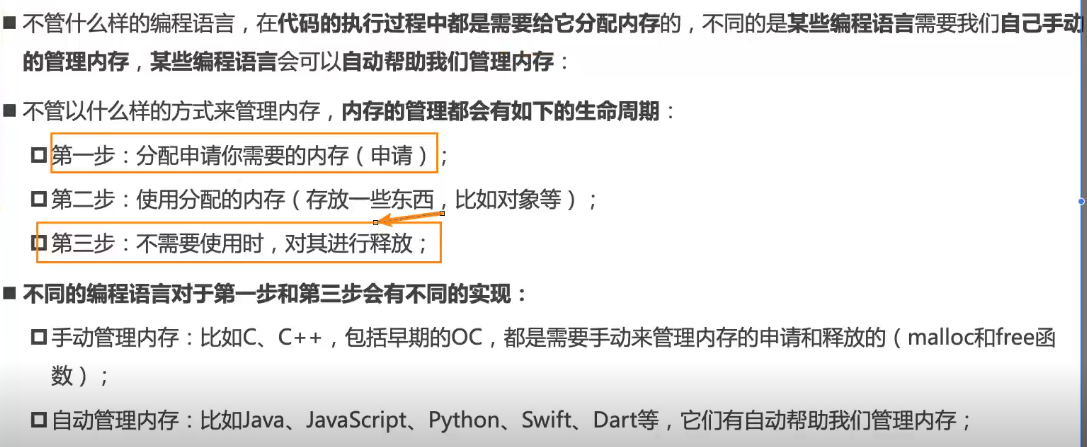 不管什么样的编程语言，在代码的执行过程中都是需要给它分配内存的，不同的是某些编程语言需要我们自己手动
的管理内存，某些编程语言会可以自动帮助我们管理内存：
不管以什么样的方式来管理内存，内存的管理都会有如下的生命周期：
第一步：分配申请你需要的内存（申请）；
第二步：使用分配的内存（存放一些东西，比如对象等）；
第三步：不需要使用时，对其进行释放；
不同的编程语言对于第一步和第三步会有不同的实现：
手动管理内存：比如C、C++，包括早期的OC，都是需要手动来管理内存的申请和释放的（malloc和free函
数）；
自动管理内存：比如Java、JavaScript、Python、Swift、Dart等，它们有自动帮助我们管理内存；